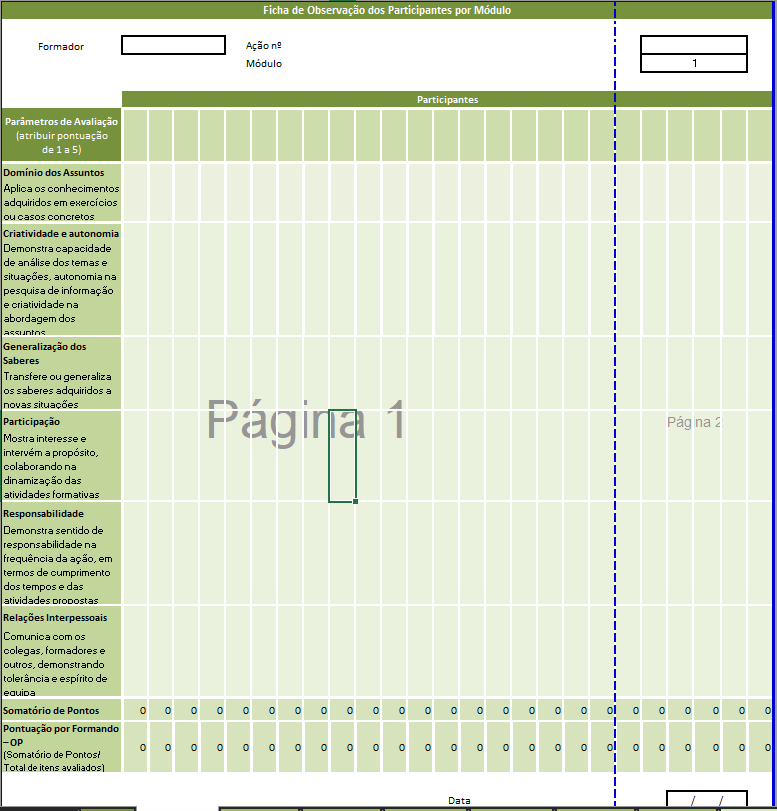 Ficha de Observação dos Participantes por Módulo
Formador
Ação nº
Módulo
1
Participantes
Parâmetros de Avaliação
(atribuir pontuação
de 1 a 5)
Domínio dos Assuntos
Aplica os conhecimentos
adquiridos em exercícios
ou casos concretos
Criatividade e autonomia
Demonstra capacidade
de análise dos temas e
situações, autonomia na
pesquisa de informação
e criatividade na
abordagem dos
assuntos
Generalização dos
Saberes
Transfere ou generaliza
os saberes adquiridos a
novas situações
Página 1
Página 2
Participação
Mostra interesse e
intervém a propósito,
colaborando na
dinamização das
atividades formativas
Responsabilidade
Demonstra sentido de
responsabilidade na
frequência da ação, em
termos de cumprimento
dos tempos e das
atividades propostas
Relações Interpessoais
Comunica com os
colegas, formadores e
outros, demonstrando
tolerância e espírito de
equipa
Somatório de Pontos 0 0 0 0 0 0 0 0 0 0 0 0 0 0 0 0 0 0 0 0 0 0 0 0 0
Pontuação por Formando
–OP
(Somatório de Pontos/
Total de itens avaliados)
0 0 0 0 0 0 0 0 0 0 0 0 0 0 0 0 0 0 0 0 0 0 0 0 0
Data
/ /